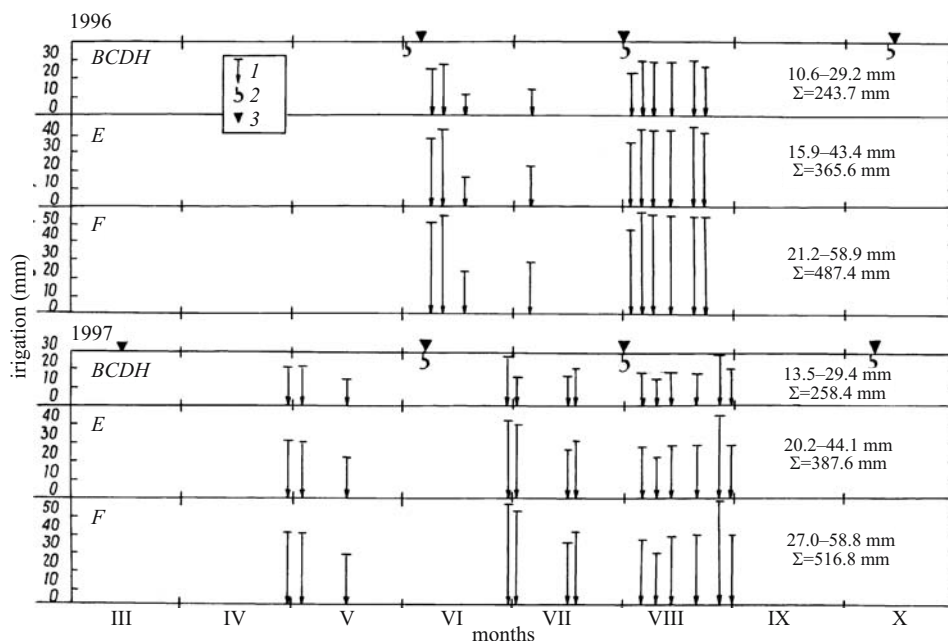 1996
30
20
10
0
BCDH
1
2
3
10.6–29.2 mm
Σ=243.7 mm
40
30
20
10
0
E
15.9–43.4 mm
Σ=365.6 mm
50
40
30
20
10
0
F
21.2–58.9 mm
Σ=487.4 mm
irigation (mm)
1997
30
20
10
0
BCDH
13.5–29.4 mm
Σ=258.4 mm
40
30
20
10
0
E
20.2–44.1 mm
Σ=387.6 mm
50
40
30
20
10
0
F
27.0–58.8 mm
Σ=516.8 mm
III IV V VI VII VIII IX X
months